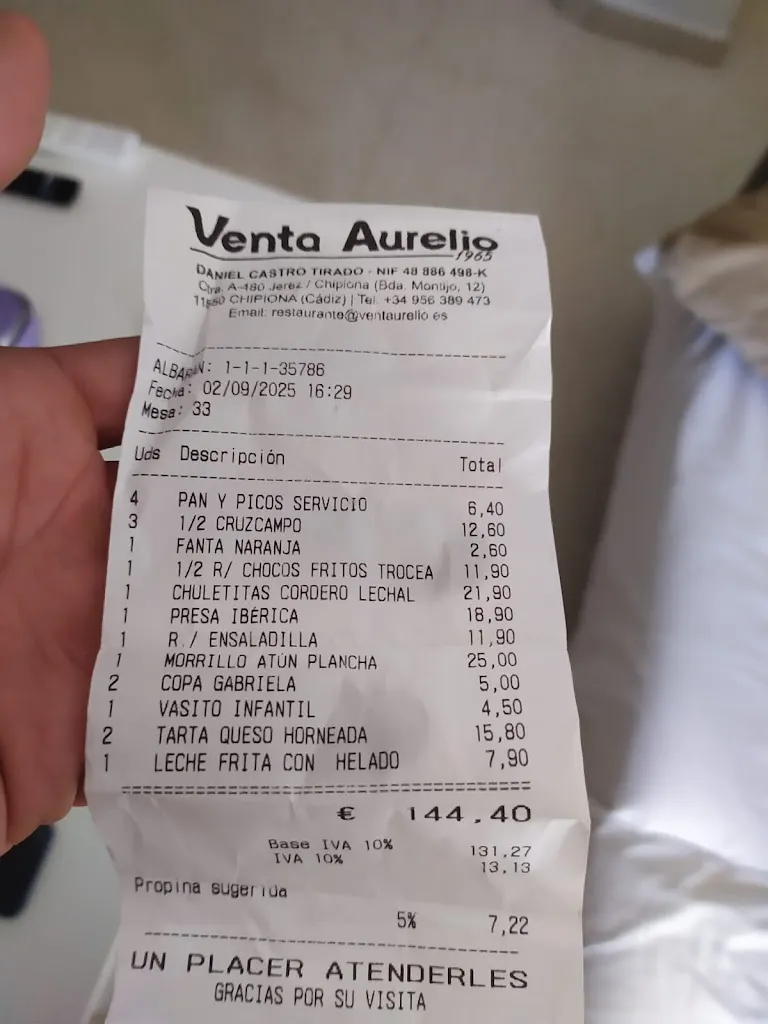 Venta Aurelio
1965
DANIEL CASTRO TIRADO - NIF 48 886 498-K
Ctra. A-480 Jerez / Chipiona (Bda. Montijo, 12)
11550 CHIPIONA (Cádiz) | Tel. +34 956 389 473
Email: restaurante@ventaurelio.es
ALBARAN: 1-1-1-35786
Fecha: 02/09/2025 16:29
Mesa: 33
Uds Descripción Total
4 PAN Y PICOS SERVICIO 6,40
3 1/2 CRUZCAMPO 12,60
1 FANTA NARANJA 2,60
1 1/2 R/ CHOCOS FRITOS TROCEA 11,90
1 CHULETITAS CORDERO LECHAL 21,90
1 PRESA IBÉRICA 18,90
1 R./ ENSALADILLA 11,90
1 MORRILLO ATÚN PLANCHA 25,00
2 COPA GABRIELA 5,00
1 VASITO INFANTIL 4,50
2 TARTA QUESO HORNEADA 15,80
1 LECHE FRITA CON HELADO 7,90
€ 144,40
Base IVA 10% 131,27
IVA 10% 13,13
Propina sugerida
5% 7,22
UN PLACER ATENDERLES
GRACIAS POR SU VISITA